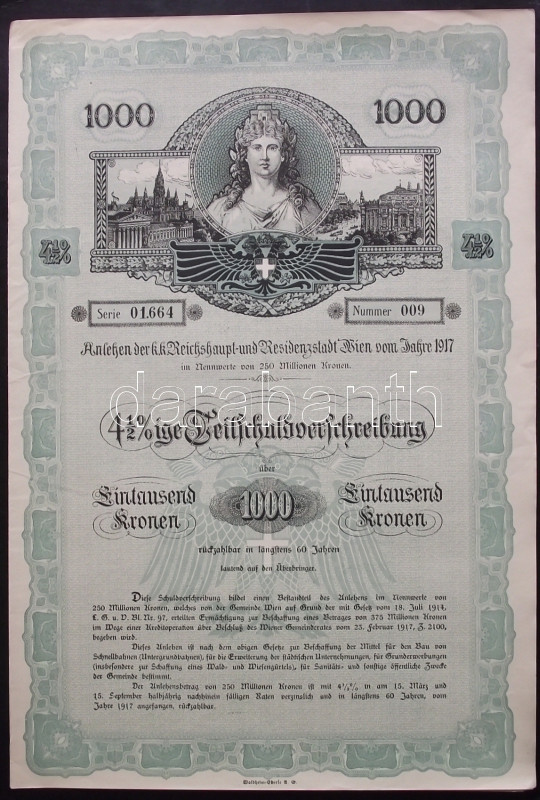 1000
1000
4½%
4½%
Serie 01.664
Nummer 009
Anlehen der k.k. Reichshaupt- und Residenzstadt Wien vom Jahre 1917
im Nennwerte von 250 Millionen Kronen.
darabanth
4½%ige Teilschuldverschreibung
über
Eintausend Kronen
1000
Eintausend Kronen
rückzahlbar in längstens 60 Jahren
lautend auf den Überbringer.
Diese Schuldverschreibung bildet einen Bestandteil des Anlehens im Nennwerte von
250 Millionen Kronen, welches von der Gemeinde Wien auf Grund der mit Gesetz vom 18. Juli 1914,
L. G. u. V. Bl. Nr. 97, erteilten Ermächtigung zur Beschaffung eines Betrages von 375 Millionen Kronen
im Wege einer Kreditoperation über Beschluß des Wiener Gemeinderates vom 23. Februar 1917, Z. 2100,
begeben wird.
Dieses Anlehen ist nach dem obigen Gesetze zur Beschaffung der Mittel für den Bau von
Schnellbahnen (Untergrundbahnen), für die Erweiterung der städtischen Unternehmungen, für Grunderwerbungen
(insbesondere zur Schaffung eines Wald- und Wiesengürtels), für Sanitäts- und sonstige öffentliche Zwecke
der Gemeinde bestimmt.
Der Anlehensbetrag von 250 Millionen Kronen ist mit 4½% in am 15. März und
15. September halbjährig nachhinein fälligen Raten verzinslich und in längstens 60 Jahren, vom
Jahre 1917 angefangen, rückzahlbar.